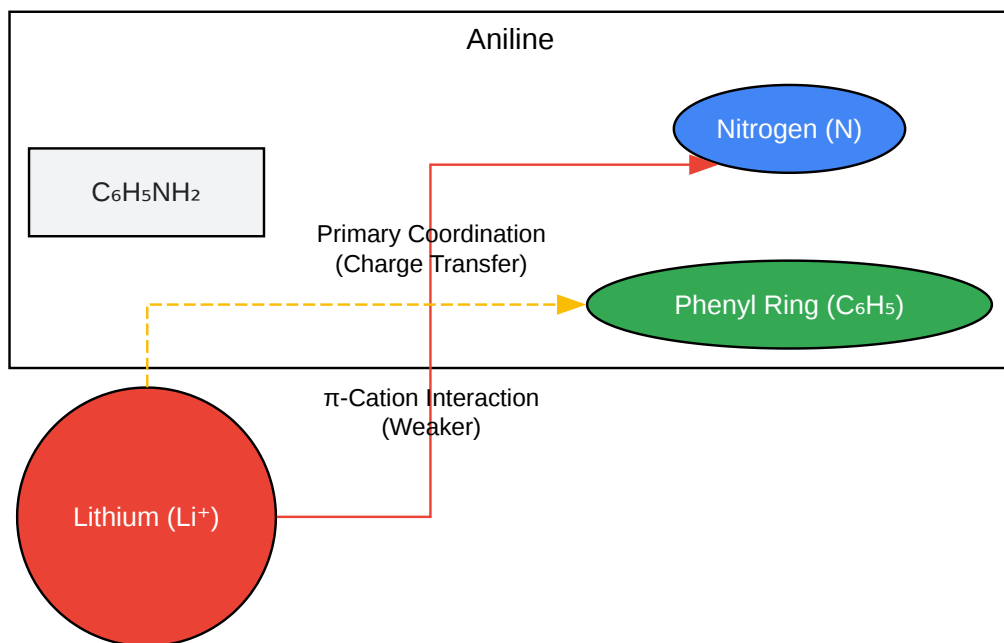 Aniline
Nitrogen (N)
C₆H₅NH₂
Primary Coordination
(Charge Transfer)
Phenyl Ring (C₆H₅)
π-Cation Interaction
(Weaker)
Lithium (Li⁺)